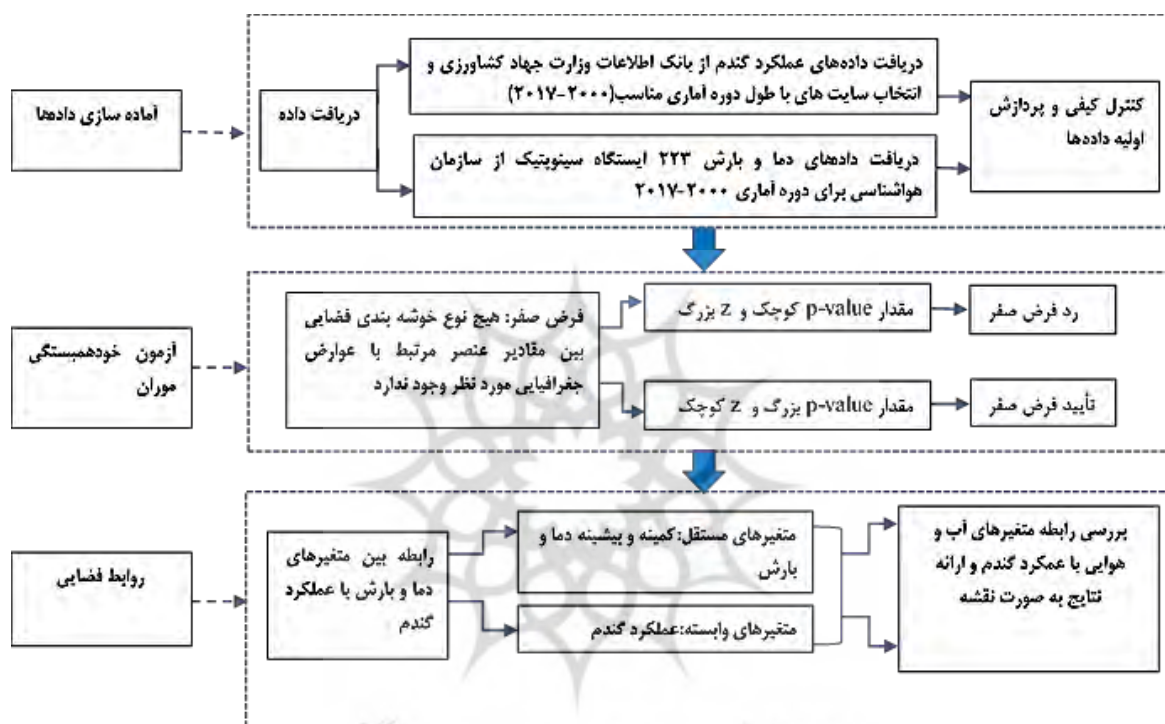 آماده سازی داده‌ها
دریافت داده
دریافت داده‌های عملکرد گندم از بانک اطلاعات وزارت جهاد کشاورزی و
انتخاب سایت های با طول دوره آماری مناسب(۲۰۰۰-۲۰۱۷)
دریافت داده‌های دما و بارش ۲۲۳ ایستگاه سینوپتیک از سازمان
هواشناسی برای دوره آماری ۲۰۰۰-۲۰۱۷
کنترل کیفی و پردازش
اولیه داده‌ها
آزمون خودهمبستگی
موران
فرض صفر: هیچ نوع خوشه بندی فضایی
بین مقادیر عنصر مرتبط با عوارض
جغرافیایی مورد نظر وجود ندارد
مقدار p-value کوچک و z بزرگ
رد فرض صفر
مقدار p-value بزرگ و z کوچک
تأیید فرض صفر
روابط فضایی
رابطه بین متغیرهای
دما و بارش با عملکرد
گندم
متغیرهای مستقل:کمینه و بیشینه دما و
بارش
متغیرهای وابسته:عملکرد گندم
بررسی رابطه متغیرهای آب و
هوایی با عمکرد گندم و ارائه
نتایج به صورت نقشه